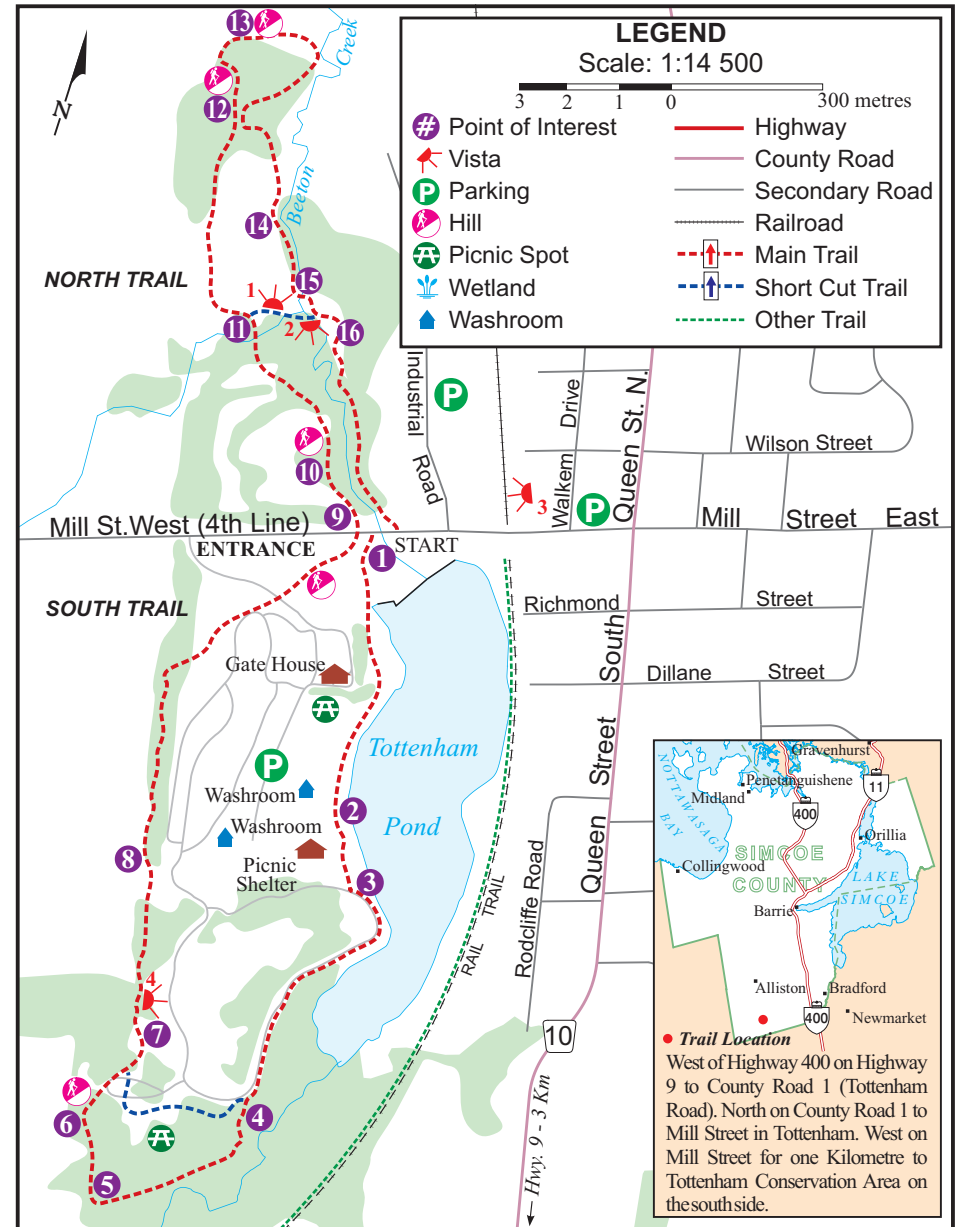 LEGEND
Scale: 1:14 500
3 2 1 0 300 metres
# Point of Interest
Vista
P Parking
Hill
Picnic Spot
Wetland
Washroom
Highway
County Road
Secondary Road
Railroad
Main Trail
Short Cut Trail
Other Trail
N
13
12
Creek
Beeton
14
NORTH TRAIL
15
1
2
11
16
10
9
Industrial
Road
P
3
Walkem
Drive
P
Queen St. N.
Wilson Street
Mill St.West (4th Line)
Mill Street East
ENTRANCE
START
1
SOUTH TRAIL
Richmond Street
Gate House
Dillane Street
Queen Street South
Tottenham
Pond
P
Washroom
2
Washroom
Picnic
Shelter
8
3
RAIL TRAIL
Rodcliffe Road
4
7
10
6
4
5
Hwy. 9 - 3 Km
Gravenhurst
NOTTAWASAGA
BAY
Penetanguishene
Midland
11
400
Orillia
SIMCOE
COUNTY
Collingwood
LAKE
SIMCOE
Barrie
Alliston
Bradford
400
Newmarket
Trail Location
West of Highway 400 on Highway
9 to County Road 1 (Tottenham
Road). North on County Road 1 to
Mill Street in Tottenham. West on
Mill Street for one Kilometre to
Tottenham Conservation Area on
the south side.